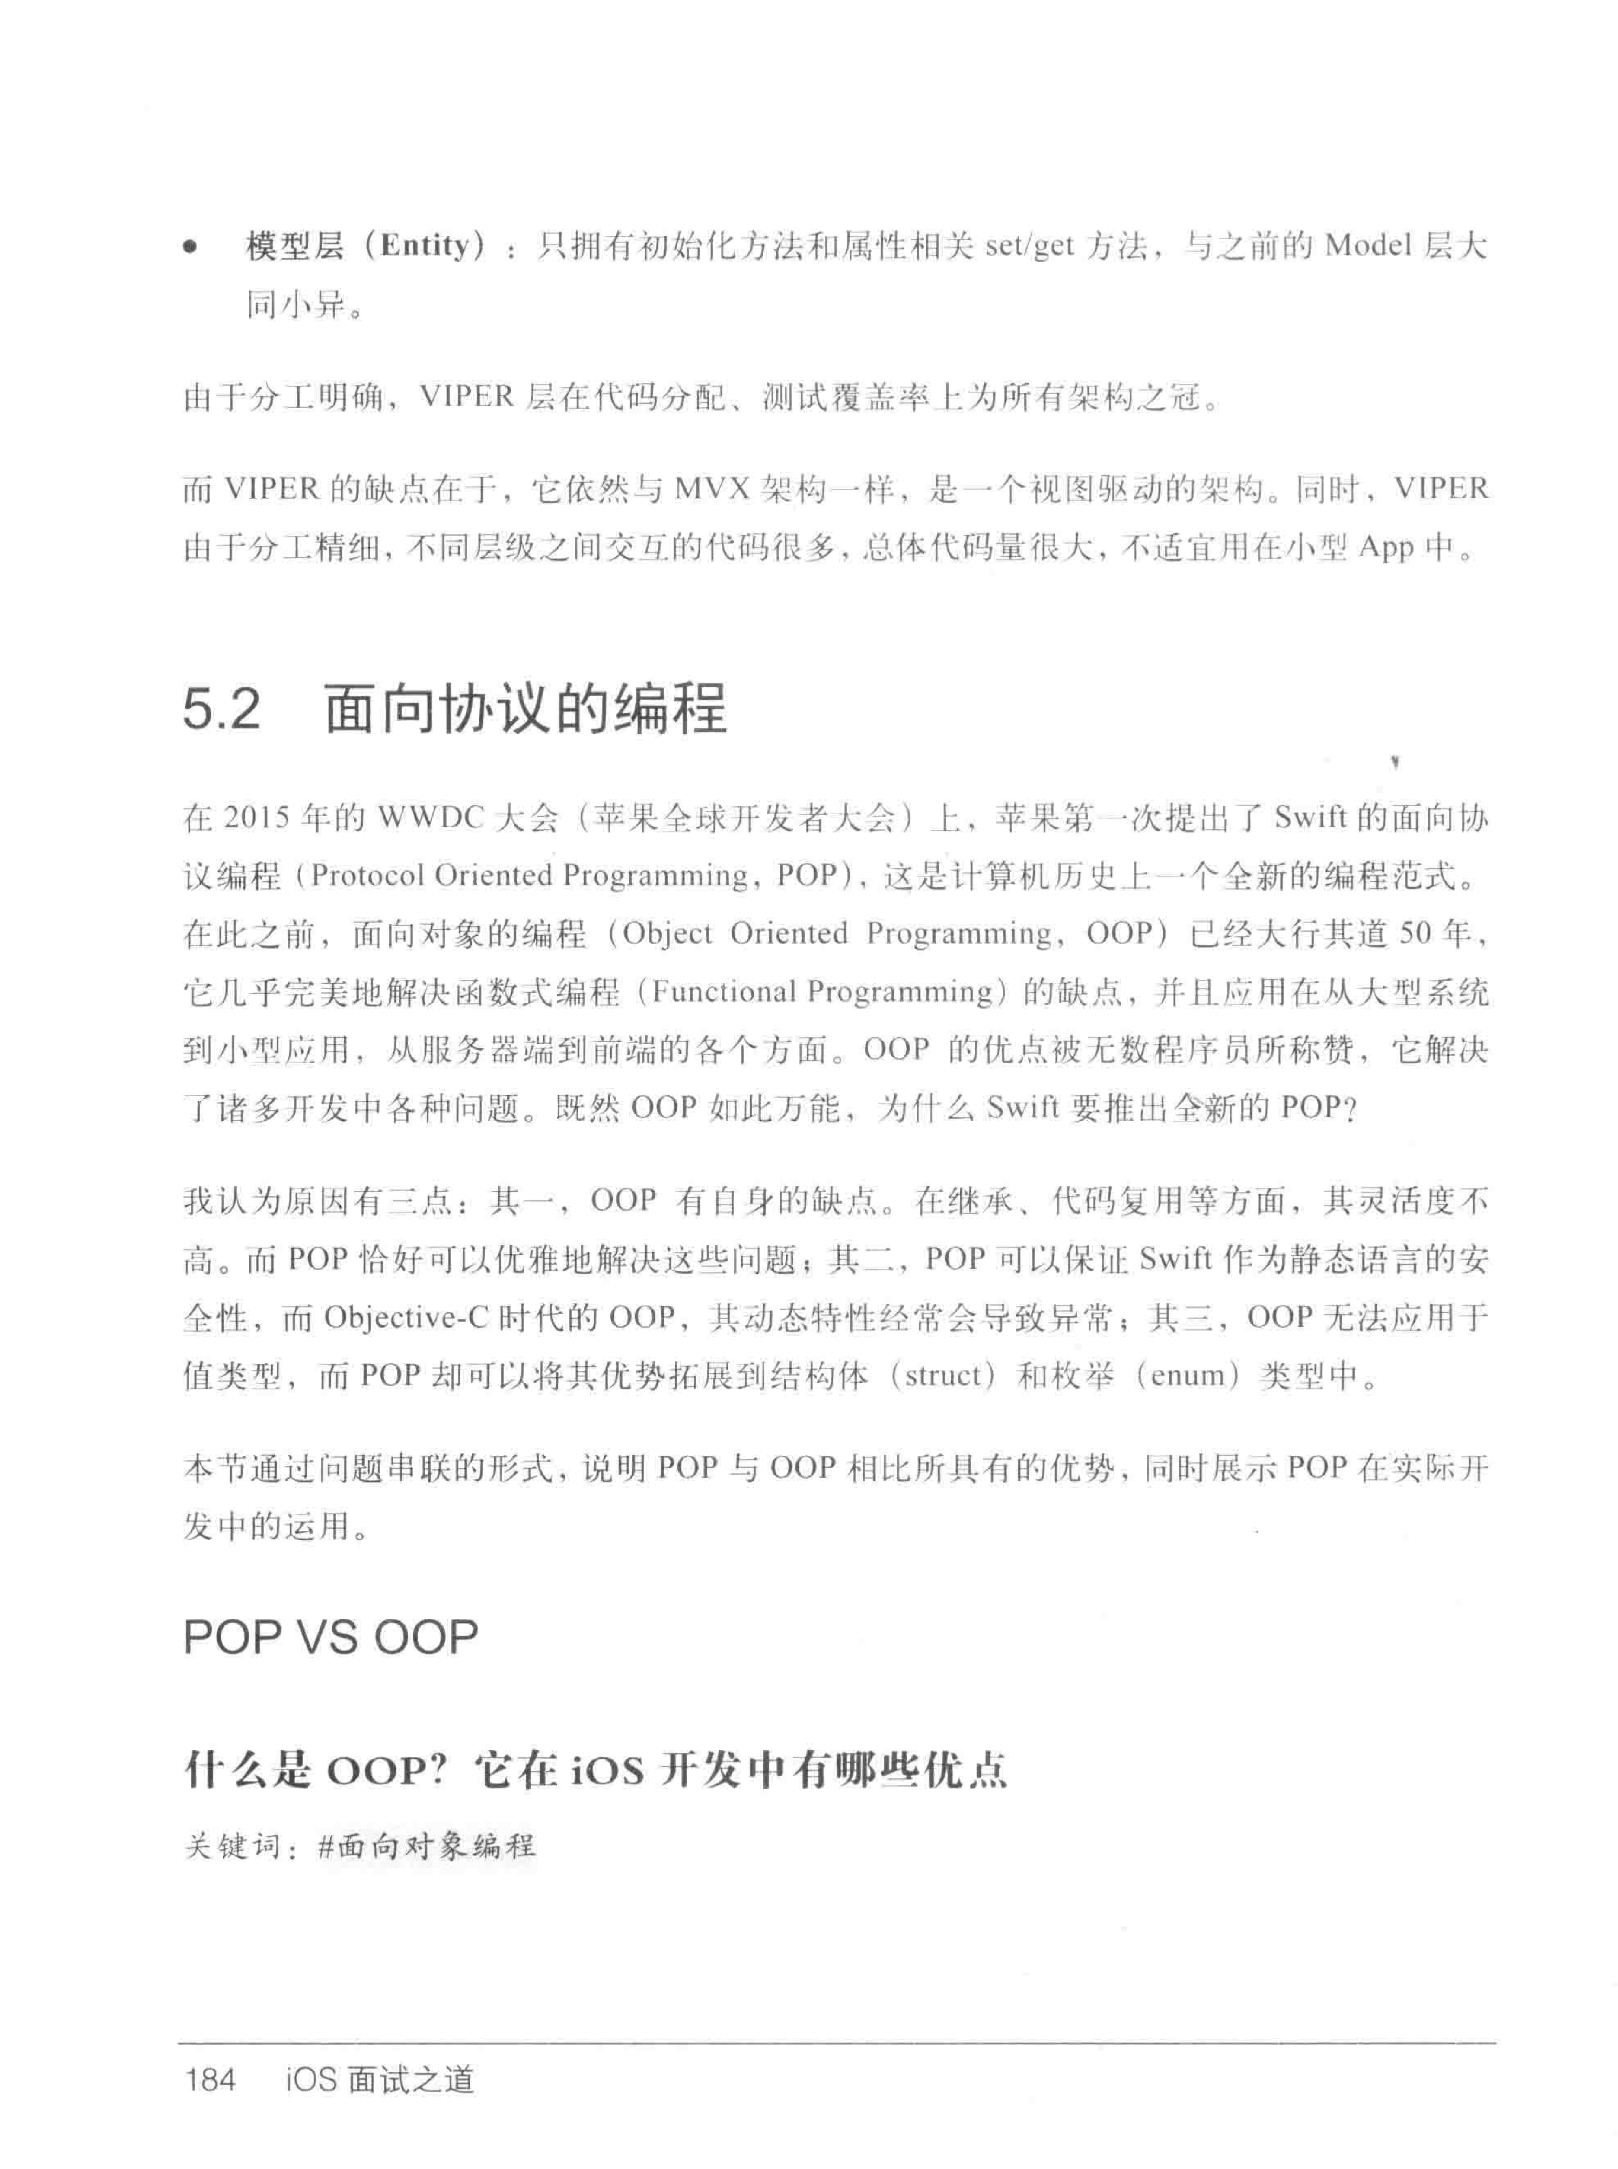 ● 模型层（Entity）：只拥有初始化方法和属性相关 set/get 方法，与之前的 Model 层大
同小异。
由于分工明确，VIPER 层在代码分配、测试覆盖率上为所有架构之冠。
而 VIPER 的缺点在于，它依然与 MVX 架构一样，是一个视图驱动的架构。同时，VIPER
由于分工精细，不同层级之间交互的代码很多，总体代码量很大，不适宜用在小型 App 中。
5.2 面向协议的编程
在 2015 年的 WWDC 大会（苹果全球开发者大会）上，苹果第一次提出了 Swift 的面向协
议编程（Protocol Oriented Programming，POP），这是计算机历史上一个全新的编程范式。
在此之前，面向对象的编程（Object Oriented Programming，OOP）已经大行其道 50 年，
它几乎完美地解决函数式编程（Functional Programming）的缺点，并且应用在从大型系统
到小型应用，从服务器端到前端的各个方面。OOP 的优点被无数程序员所称赞，它解决
了诸多开发中各种问题。既然 OOP 如此万能，为什么 Swift 要推出全新的 POP？
我认为原因有三点：其一，OOP 有自身的缺点。在继承、代码复用等方面，其灵活度不
高。而 POP 恰好可以优雅地解决这些问题；其二，POP 可以保证 Swift 作为静态语言的安
全性，而 Objective-C 时代的 OOP，其动态特性经常会导致异常；其三，OOP 无法应用于
值类型，而 POP 却可以将其优势拓展到结构体（struct）和枚举（enum）类型中。
本节通过问题串联的形式，说明 POP 与 OOP 相比所具有的优势，同时展示 POP 在实际开
发中的运用。
POP VS OOP
什么是 OOP？它在 iOS 开发中有哪些优点
关键词：#面向对象编程
184 iOS 面试之道